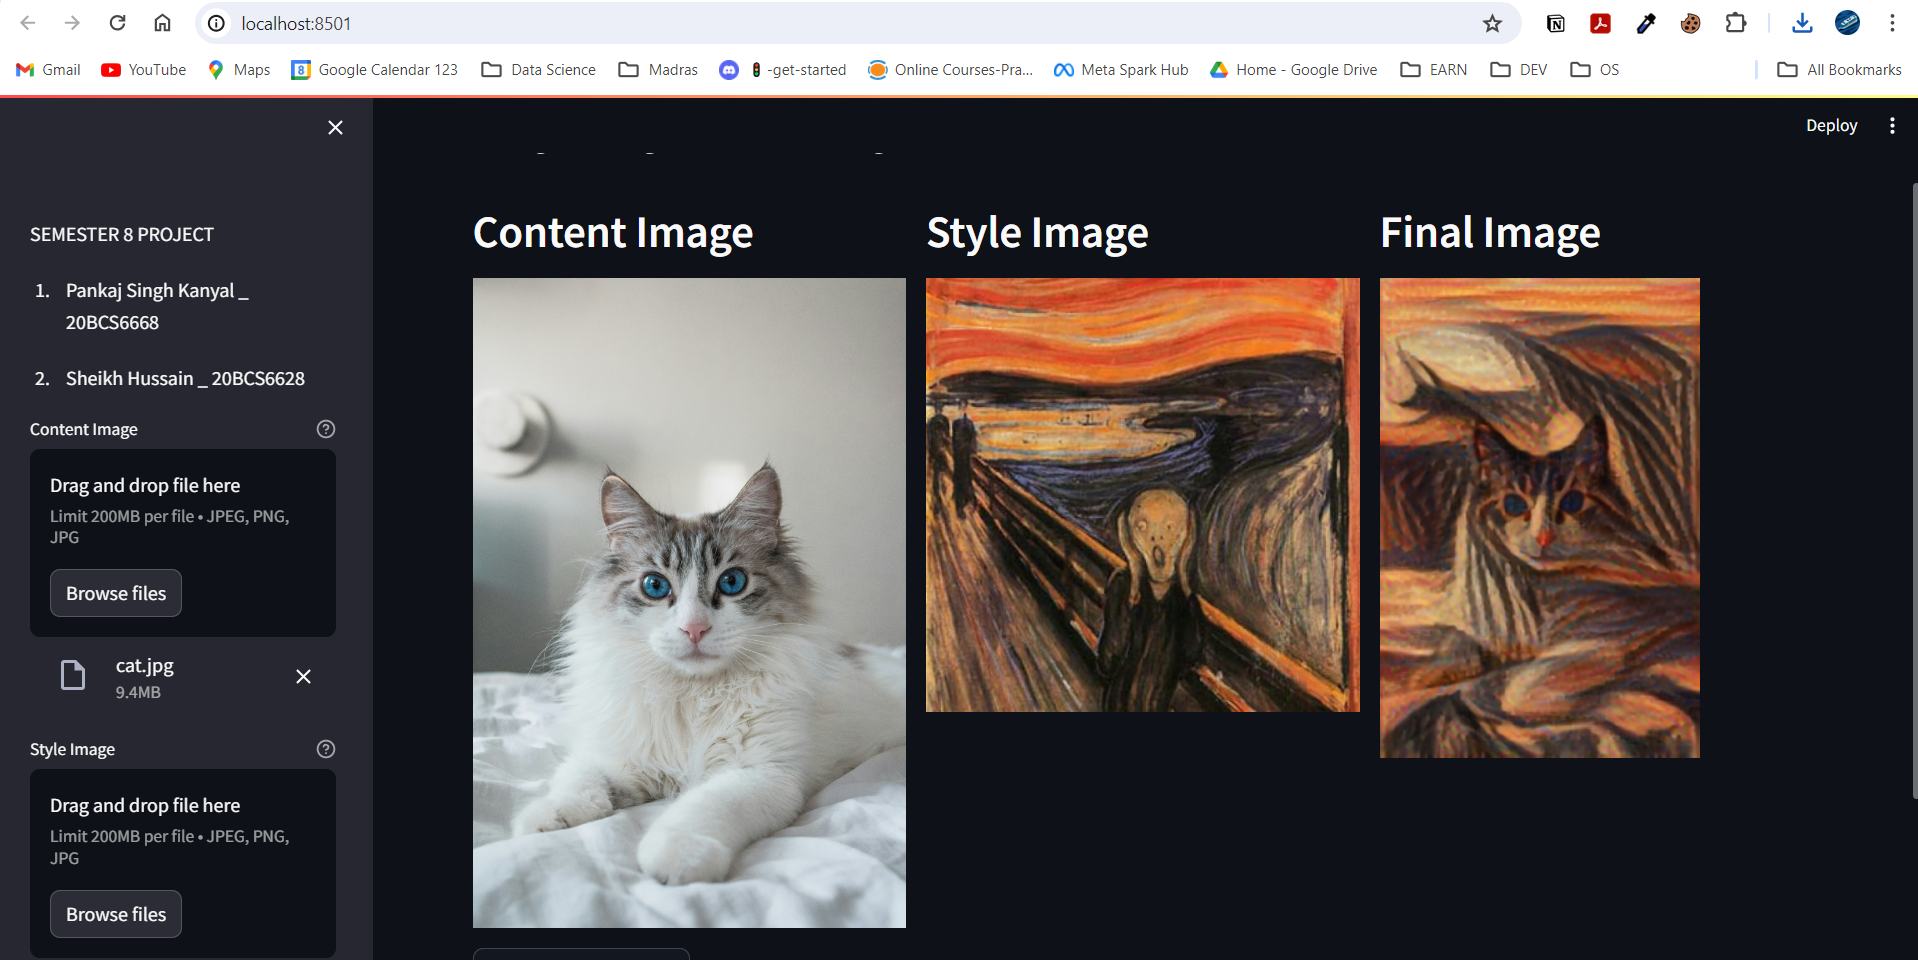 localhost:8501
Gmail
YouTube
Maps
8
Google Calendar 123
Data Science
Madras
-get-started
Online Courses-Pra...
Meta Spark Hub
Home - Google Drive
EARN
DEV
OS
All Bookmarks
Deploy
SEMESTER 8 PROJECT
1. Pankaj Singh Kanyal _
20BCS6668
2. Sheikh Hussain _ 20BCS6628
Content Image
Drag and drop file here
Limit 200MB per file • JPEG, PNG,
JPG
Browse files
cat.jpg
9.4MB
Style Image
Drag and drop file here
Limit 200MB per file • JPEG, PNG,
JPG
Browse files
Content Image
Style Image
Final Image